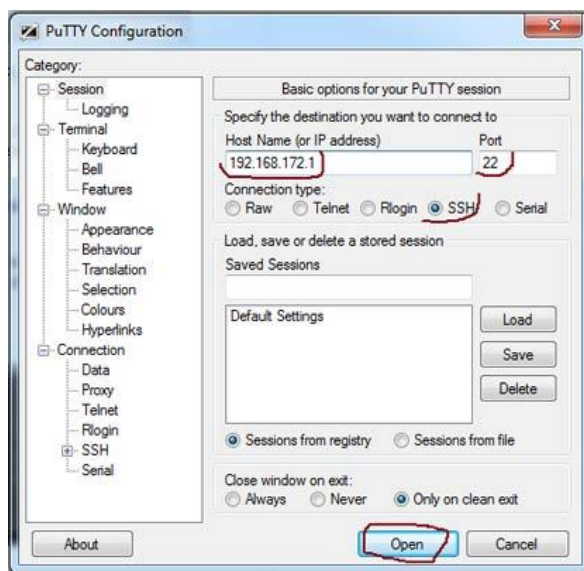 PuTTY Configuration
Category:
Session
Logging
Terminal
Keyboard
Bell
Features
Window
Appearance
Behaviour
Translation
Selection
Colours
Hyperlinks
Connection
Data
Proxy
Telnet
Rlogin
SSH
Serial
Basic options for your PuTTY session
Specify the destination you want to connect to
Host Name (or IP address) Port
192.168.172.1 22
Connection type:
Raw Telnet Rlogin SSH Serial
Load, save or delete a stored session
Saved Sessions
Default Settings
Load
Save
Delete
Sessions from registry Sessions from file
Close window on exit:
Always Never Only on clean exit
About Open Cancel